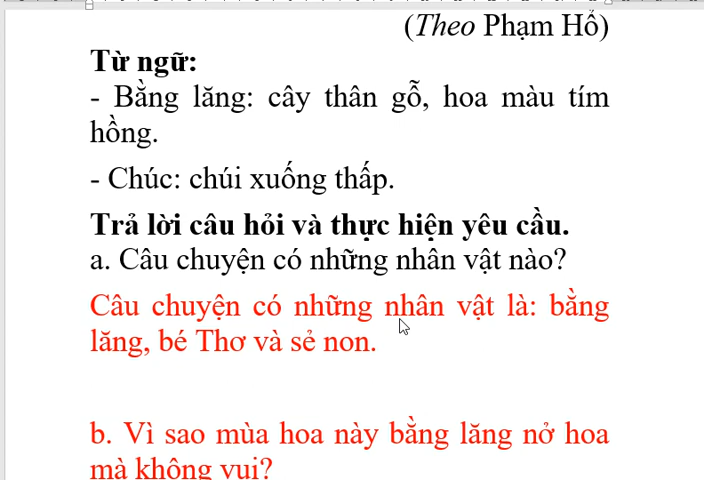 (Theo Phạm Hổ)
Từ ngữ:
- Bằng lăng: cây thân gỗ, hoa màu tím
hồng.
- Chúc: chúi xuống thấp.
Trả lời câu hỏi và thực hiện yêu cầu.
a. Câu chuyện có những nhân vật nào?
Câu chuyện có những nhân vật là: bằng
lăng, bé Thơ và sẻ non.
b. Vì sao mùa hoa này bằng lăng nở hoa
mà không vui?